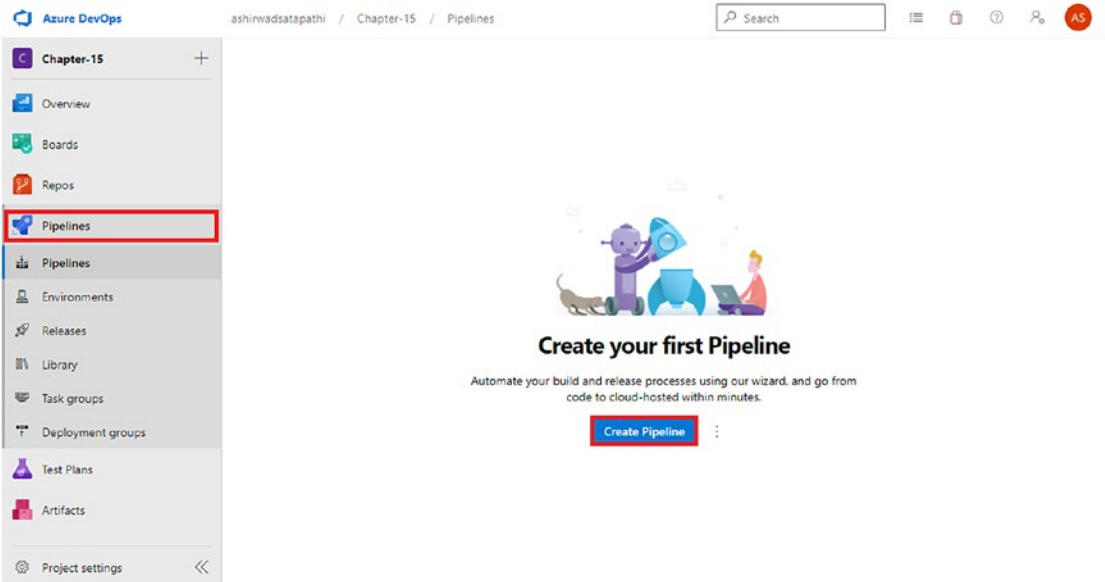 Azure DevOps
ashirwadsatapathi / Chapter-15 / Pipelines
Search
AS
C Chapter-15
Overview
Boards
Repos
Pipelines
Pipelines
Environments
Releases
Library
Task groups
Deployment groups
Test Plans
Artifacts
Project settings
Create your first Pipeline
Automate your build and release processes using our wizard, and go from
code to cloud-hosted within minutes.
Create Pipeline